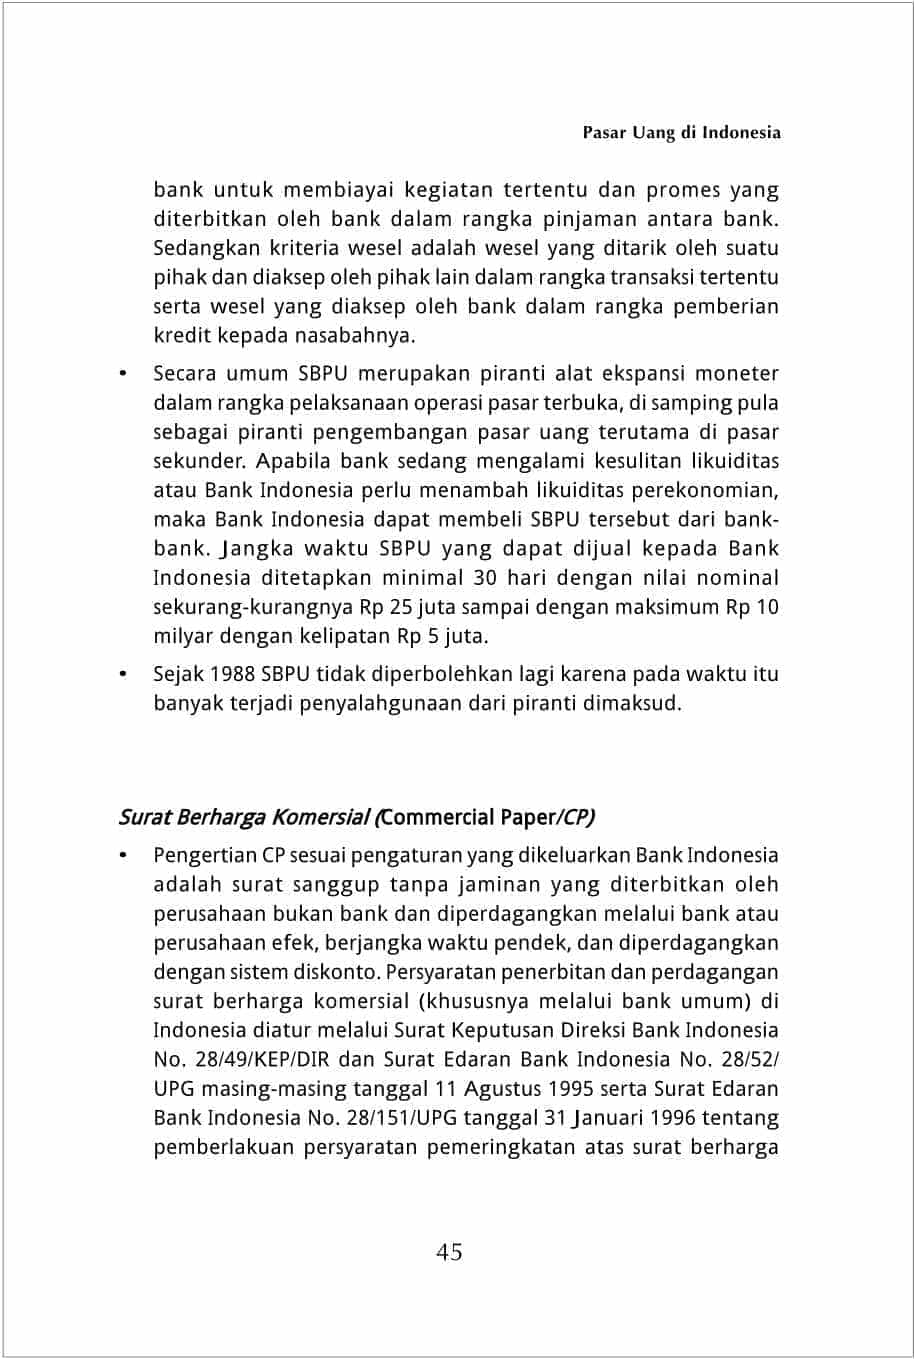 Pasar Uang di Indonesia
bank untuk membiayai kegiatan tertentu dan promes yang
diterbitkan oleh bank dalam rangka pinjaman antara bank.
Sedangkan kriteria wesel adalah wesel yang ditarik oleh suatu
pihak dan diaksep oleh pihak lain dalam rangka transaksi tertentu
serta wesel yang diaksep oleh bank dalam rangka pemberian
kredit kepada nasabahnya.
• Secara umum SBPU merupakan piranti alat ekspansi moneter
dalam rangka pelaksanaan operasi pasar terbuka, di samping pula
sebagai piranti pengembangan pasar uang terutama di pasar
sekunder. Apabila bank sedang mengalami kesulitan likuiditas
atau Bank Indonesia perlu menambah likuiditas perekonomian,
maka Bank Indonesia dapat membeli SBPU tersebut dari bank-
bank. Jangka waktu SBPU yang dapat dijual kepada Bank
Indonesia ditetapkan minimal 30 hari dengan nilai nominal
sekurang-kurangnya Rp 25 juta sampai dengan maksimum Rp 10
milyar dengan kelipatan Rp 5 juta.
• Sejak 1988 SBPU tidak diperbolehkan lagi karena pada waktu itu
banyak terjadi penyalahgunaan dari piranti dimaksud.
Surat Berharga Komersial (Commercial Paper/CP)
• Pengertian CP sesuai pengaturan yang dikeluarkan Bank Indonesia
adalah surat sanggup tanpa jaminan yang diterbitkan oleh
perusahaan bukan bank dan diperdagangkan melalui bank atau
perusahaan efek, berjangka waktu pendek, dan diperdagangkan
dengan sistem diskonto. Persyaratan penerbitan dan perdagangan
surat berharga komersial (khususnya melalui bank umum) di
Indonesia diatur melalui Surat Keputusan Direksi Bank Indonesia
No. 28/49/KEP/DIR dan Surat Edaran Bank Indonesia No. 28/52/
UPG masing-masing tanggal 11 Agustus 1995 serta Surat Edaran
Bank Indonesia No. 28/151/UPG tanggal 31 Januari 1996 tentang
pemberlakuan persyaratan pemeringkatan atas surat berharga
45